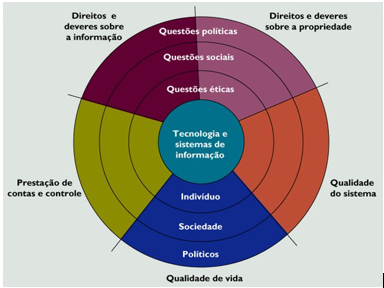 Direitos e
deveres sobre
a informação
Direitos e deveres
sobre a propriedade
Questões políticas
Questões sociais
Questões éticas
Tecnologia e
sistemas de
informação
Prestação de
contas e controle
Qualidade
do sistema
Indivíduo
Sociedade
Políticos
Qualidade de vida